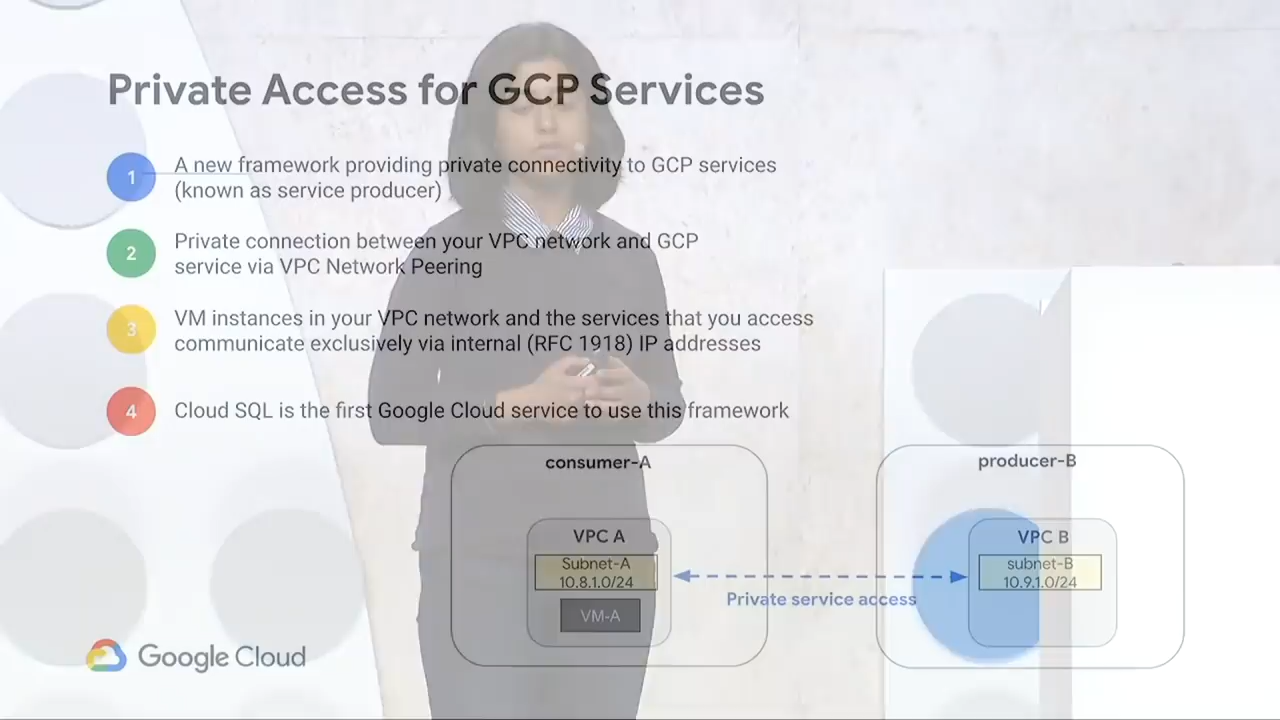 Private Access for GCP Services
1
A new framework providing private connectivity to GCP services
(known as service producer)
2
Private connection between your VPC network and GCP
service via VPC Network Peering
3
VM instances in your VPC network and the services that you access
communicate exclusively via internal (RFC 1918) IP addresses
4
Cloud SQL is the first Google Cloud service to use this framework
consumer-A
producer-B
VPC A
VPC B
Subnet-A
10.8.1.0/24
subnet-B
10.9.1.0/24
Private service access
VM-A
Google Cloud